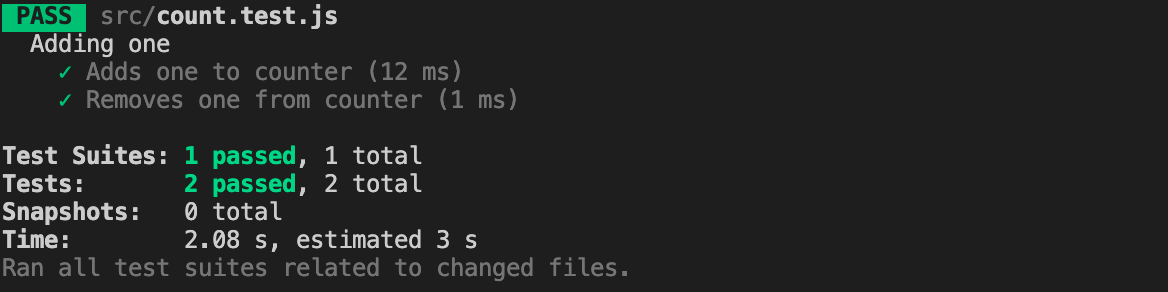 PASS src/count.test.js
Adding one
✓ Adds one to counter (12 ms)
✓ Removes one from counter (1 ms)
Test Suites: 1 passed, 1 total
Tests: 2 passed, 2 total
Snapshots: 0 total
Time: 2.08 s, estimated 3 s
Ran all test suites related to changed files.